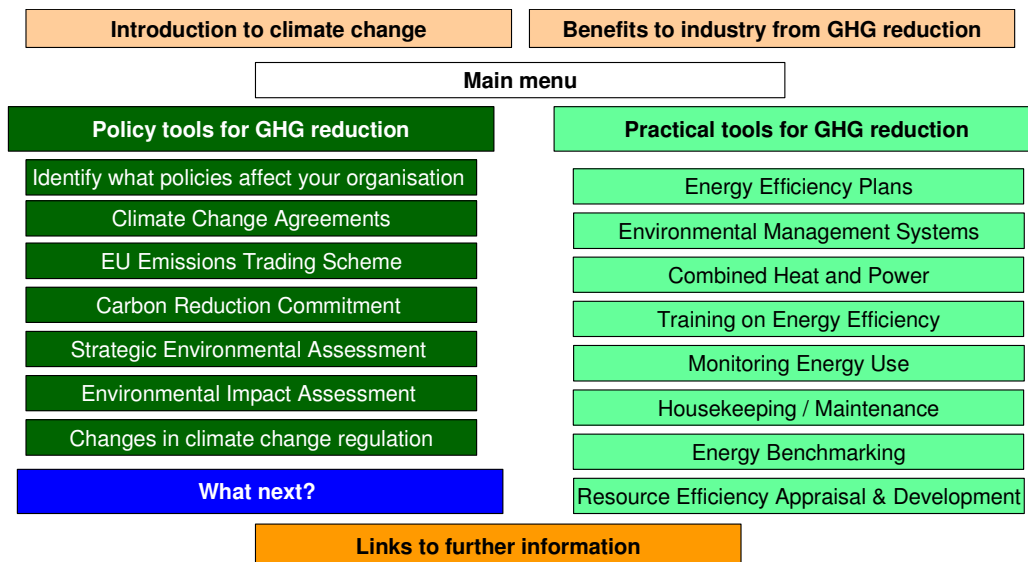 Introduction to climate change
Benefits to industry from GHG reduction
Main menu
Policy tools for GHG reduction
Identify what policies affect your organisation
Climate Change Agreements
EU Emissions Trading Scheme
Carbon Reduction Commitment
Strategic Environmental Assessment
Environmental Impact Assessment
Changes in climate change regulation
What next?
Practical tools for GHG reduction
Energy Efficiency Plans
Environmental Management Systems
Combined Heat and Power
Training on Energy Efficiency
Monitoring Energy Use
Housekeeping / Maintenance
Energy Benchmarking
Resource Efficiency Appraisal & Development
Links to further information